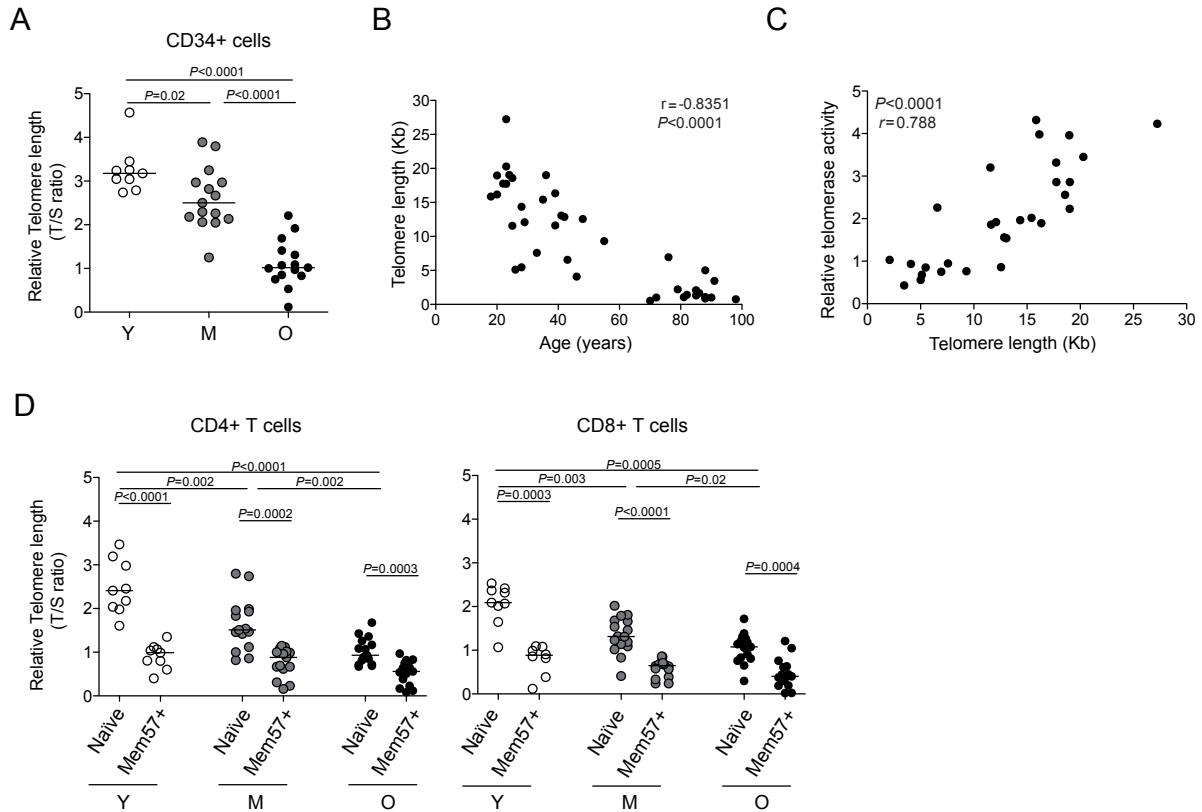 A
CD34+ cells
P<0.0001
P=0.02
P<0.0001
Relative Telomere length
(T/S ratio)
5
4
3
2
1
0
Y
M
O
B
r=-0.8351
P<0.0001
Telomere length (Kb)
30
25
20
15
10
5
0
0
20
40
60
80
100
Age (years)
C
P<0.0001
r=0.788
Relative telomerase activity
5
4
3
2
1
0
0
5
10
15
20
25
30
Telomere length (Kb)
D
CD4+ T cells
P<0.0001
P=0.002
P=0.002
P<0.0001
P=0.0002
P=0.0003
Relative Telomere length
(T/S ratio)
5
4
3
2
1
0
Naïve
Mem57+
Naïve
Mem57+
Naïve
Mem57+
Y
M
O
CD8+ T cells
P=0.0005
P=0.003
P=0.02
P=0.0003
P<0.0001
P=0.0004
5
4
3
2
1
0
Naïve
Mem57+
Naïve
Mem57+
Naïve
Mem57+
Y
M
O